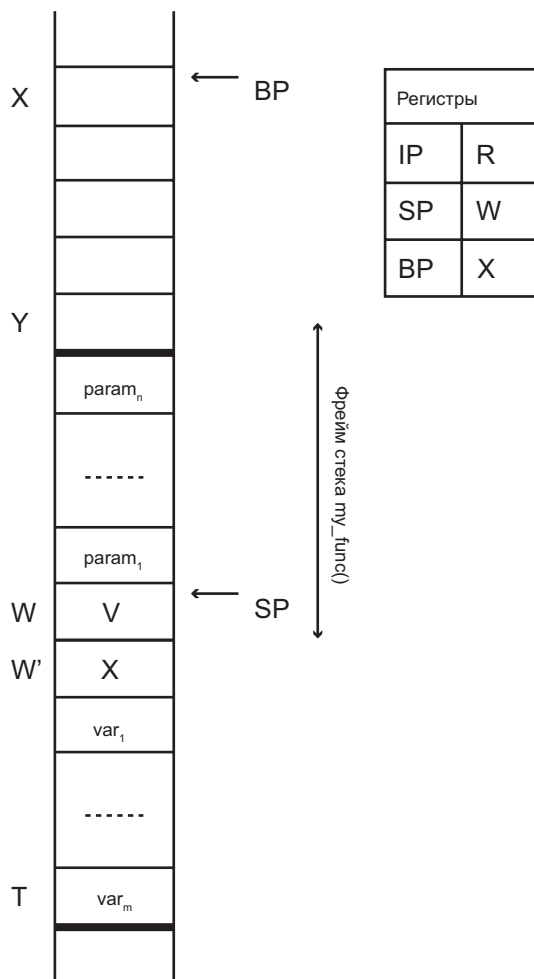 X
BP
Регистры
IP R
SP W
BP X
Y
param_n
------
Фрейм стека my_func()
param_1
SP
W V
W’ X
var_1
------
T var_m